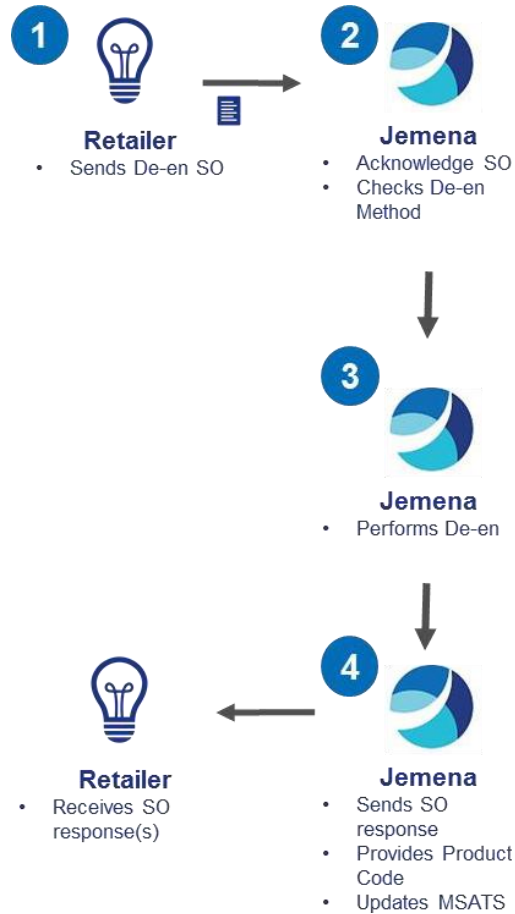 1
Retailer
• Sends De-en SO
2
Jemena
• Acknowledge SO
• Checks De-en
Method
3
Jemena
• Performs De-en
4
Jemena
• Sends SO
response
• Provides Product
Code
• Updates MSATS
Retailer
• Receives SO
response(s)